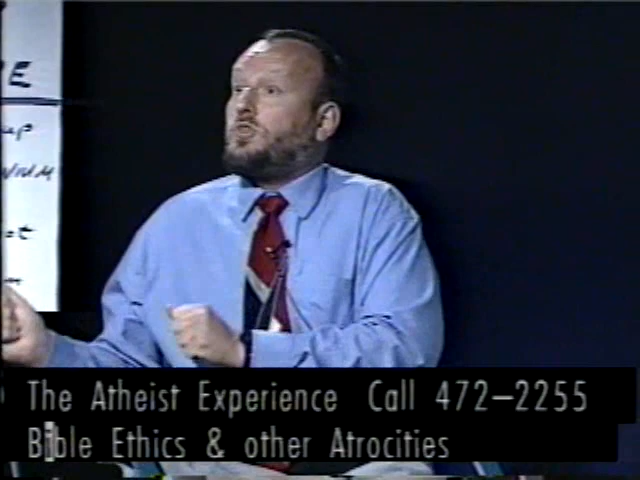 The Atheist Experience Call 472-2255
Bible Ethics & other Atrocities